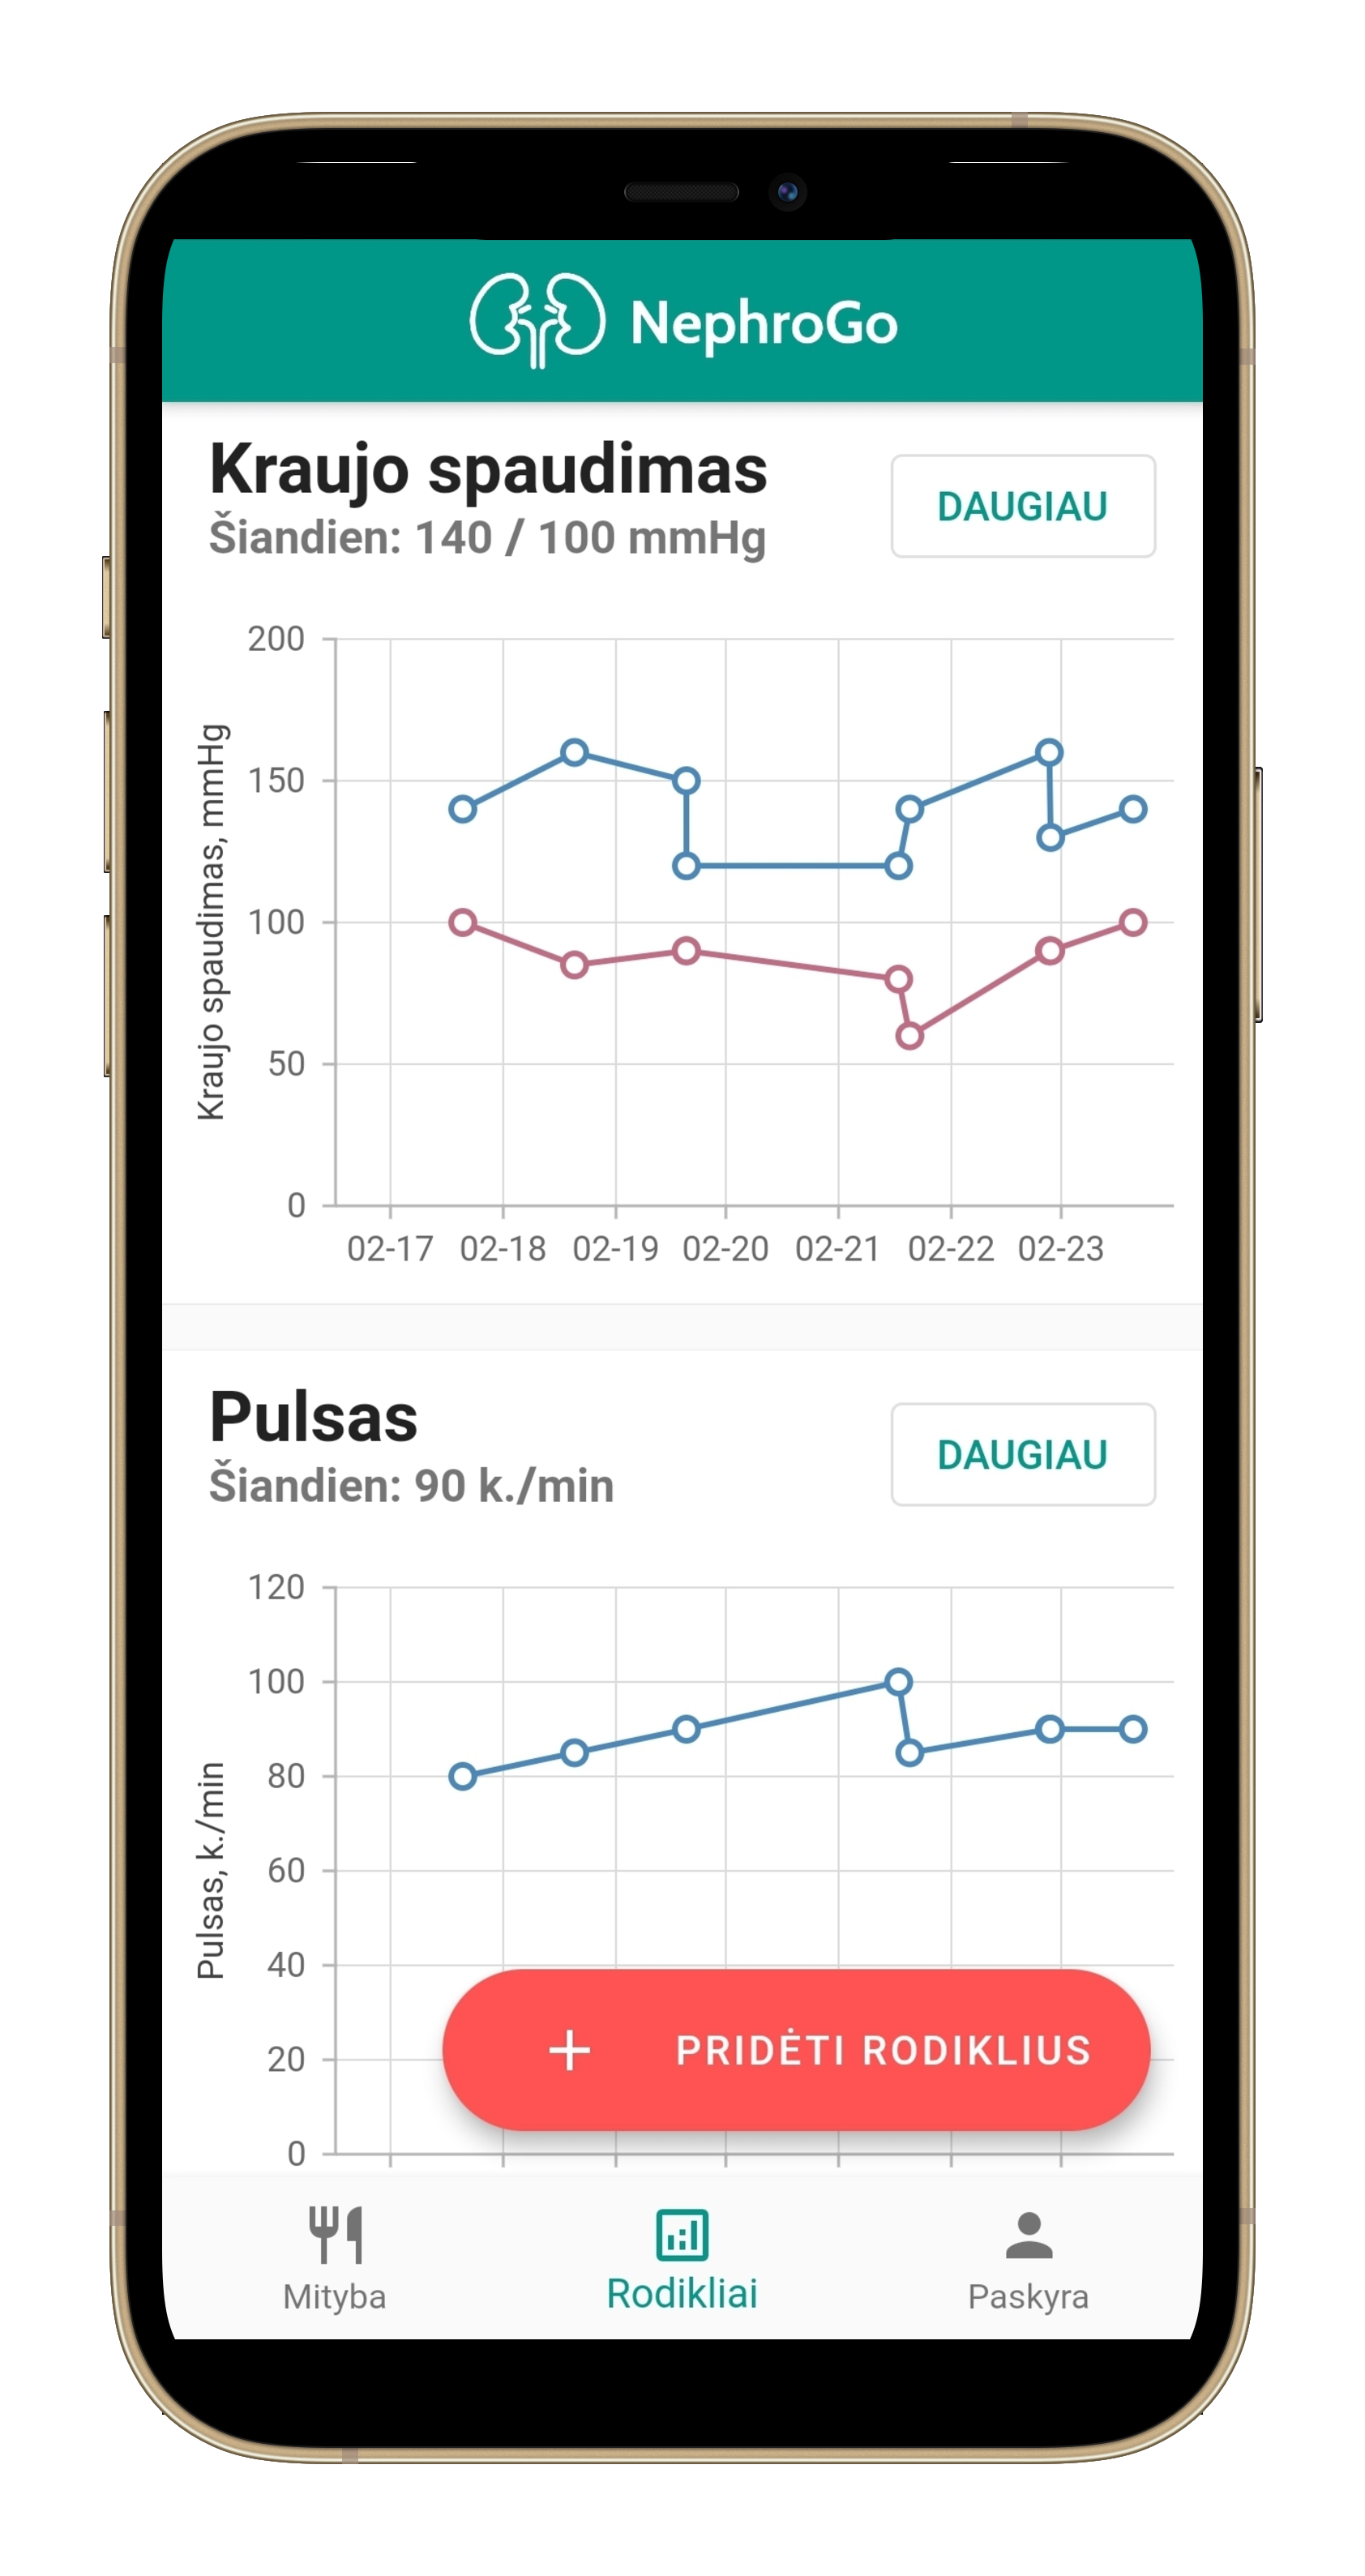 NephroGo
Kraujo spaudimas
Šiandien: 140 / 100 mmHg
DAUGIAU
Kraujo spaudimas, mmHg
200
150
100
50
0
02-17 02-18 02-19 02-20 02-21 02-22 02-23
Pulsas
Šiandien: 90 k./min
DAUGIAU
Pulsas, k./min
120
100
80
60
40
20
0
+ PRIDĖTI RODIKLIUS
Mityba Rodikliai Paskyra